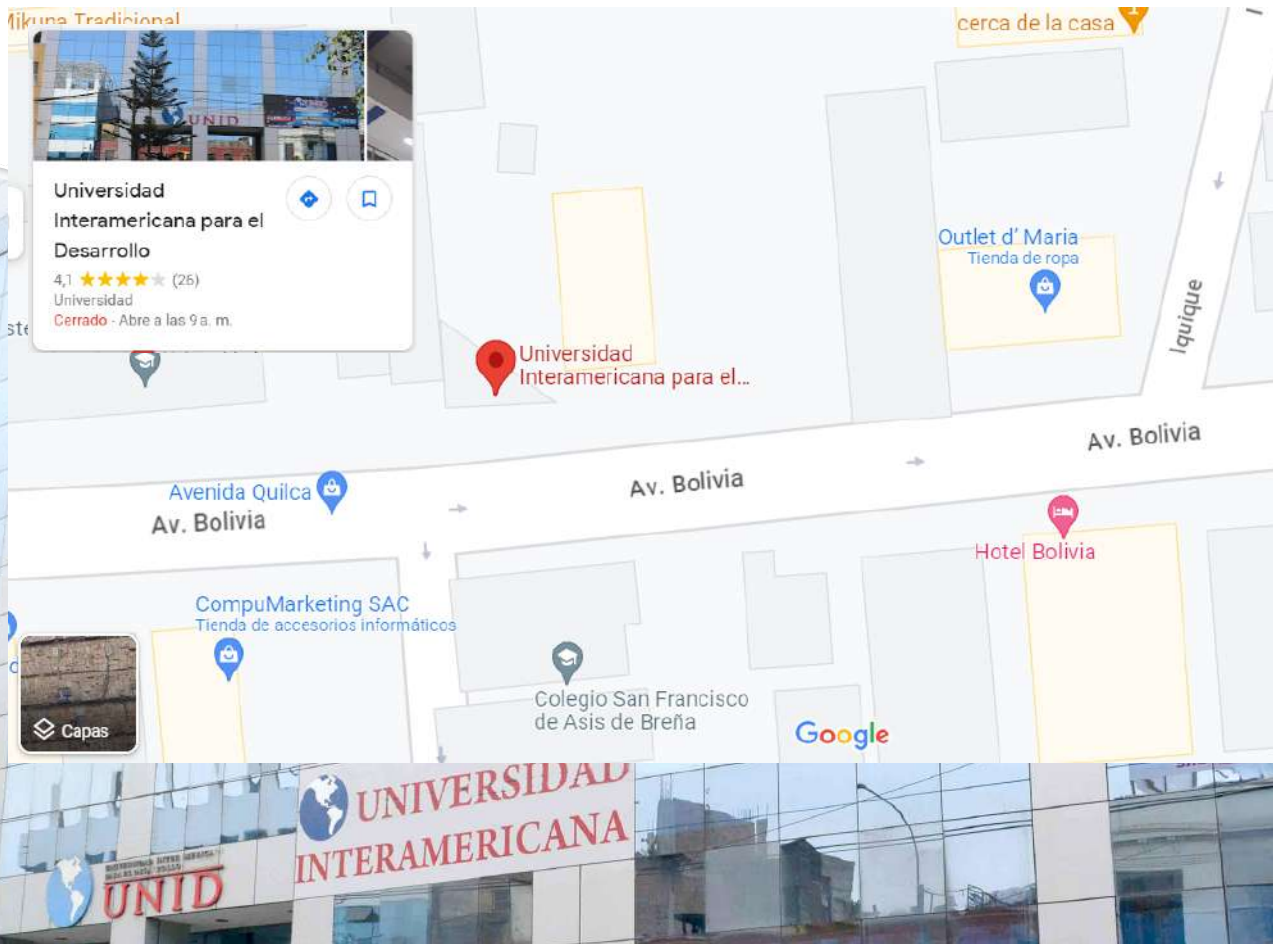 Mikuna Tradicional
cerca de la casa
UNID
Universidad
Interamericana para el
Desarrollo
4,1 (26)
Universidad
Cerrado - Abre a las 9 a. m.
Outlet d' Maria
Tienda de ropa
Iquique
Universidad
Interamericana para el...
Av. Bolivia
Av. Bolivia
Avenida Quilca
Av. Bolivia
Hotel Bolivia
CompuMarketing SAC
Tienda de accesorios informáticos
Colegio San Francisco
de Asis de Breña
Capas
Google
UNIVERSIDAD
INTERAMERICANA
UNID